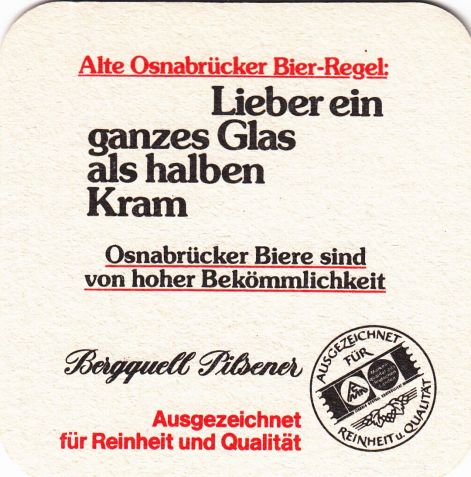 Alte Osnabrücker Bier-Regel:
Lieber ein
ganzes Glas
als halben
Kram
Osnabrücker Biere sind
von hoher Bekömmlichkeit
Bergquell Pilsener
Ausgezeichnet
für Reinheit und Qualität
AUSGEZEICHNET
FÜR
REINHEIT u. QUALITÄT